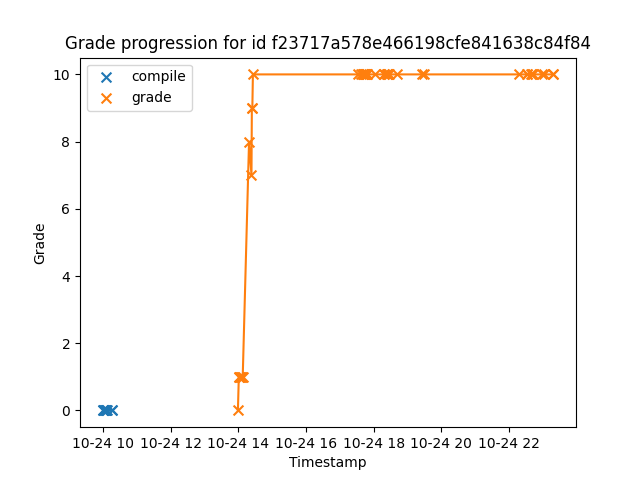 Grade progression for id f23717a578e466198cfe841638c84f84
compile
grade
10
8
6
4
2
0
Grade
10-24 10 10-24 12 10-24 14 10-24 16 10-24 18 10-24 20 10-24 22
Timestamp